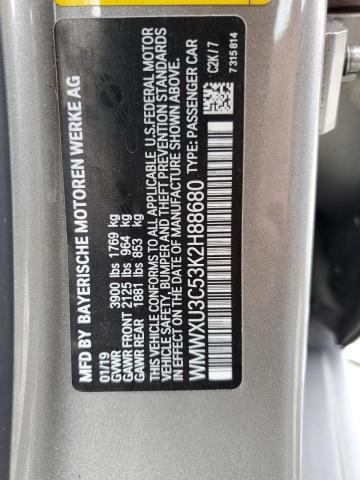 MFD BY BAYERISCHE MOTOREN WERKE AG
01/19
GVWR 3900 lbs 1769 kg
GAWR FRONT 2125 lbs 964 kg
GAWR REAR 1881 lbs 853 kg
THIS VEHICLE CONFORMS TO ALL APPLICABLE U.S.FEDERAL MOTOR
VEHICLE SAFETY, BUMPER AND THEFT PREVENTION STANDARDS
IN EFFECT ON THE DATE OF MANUFACTURE SHOWN ABOVE.
WMWXU3C53K2H88680 TYPE: PASSENGER CAR
C2K/7
7315814